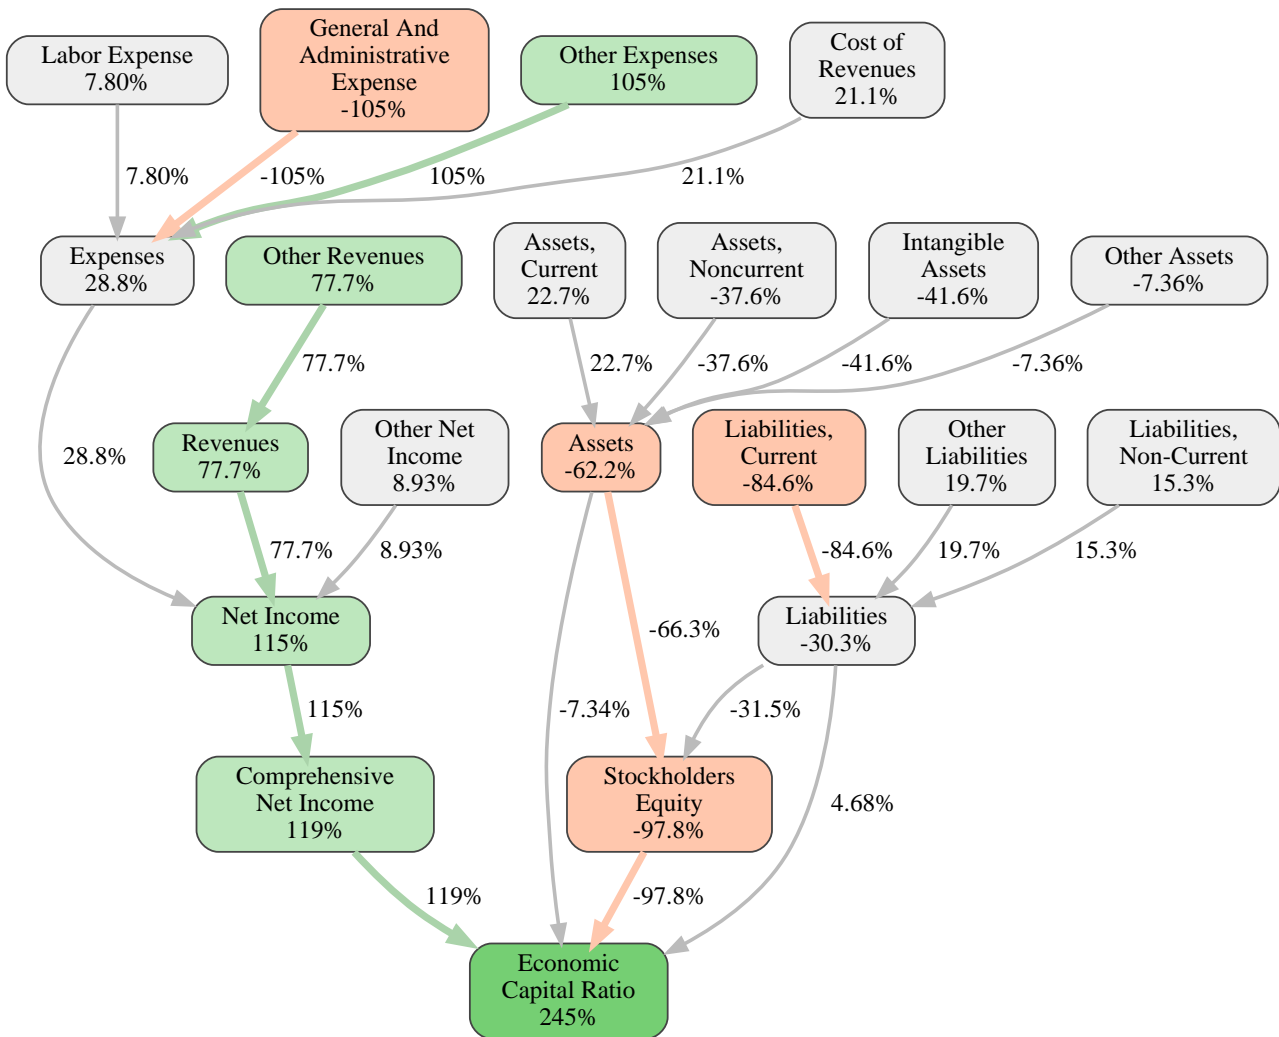 Labor Expense
7.80%
General And
Administrative
Expense
-105%
Other Expenses
105%
Cost of
Revenues
21.1%
7.80%
-105%
105%
21.1%
Expenses
28.8%
Other Revenues
77.7%
Assets,
Current
22.7%
Assets,
Noncurrent
-37.6%
Intangible
Assets
-41.6%
Other Assets
-7.36%
77.7%
22.7%
-37.6%
-41.6%
-7.36%
28.8%
Revenues
77.7%
Other Net
Income
8.93%
Assets
-62.2%
Liabilities,
Current
-84.6%
Other
Liabilities
19.7%
Liabilities,
Non-Current
15.3%
77.7%
8.93%
-84.6%
19.7%
15.3%
Net Income
115%
-66.3%
Liabilities
-30.3%
115%
-7.34%
-31.5%
4.68%
Comprehensive
Net Income
119%
Stockholders
Equity
-97.8%
119%
-97.8%
Economic
Capital Ratio
245%